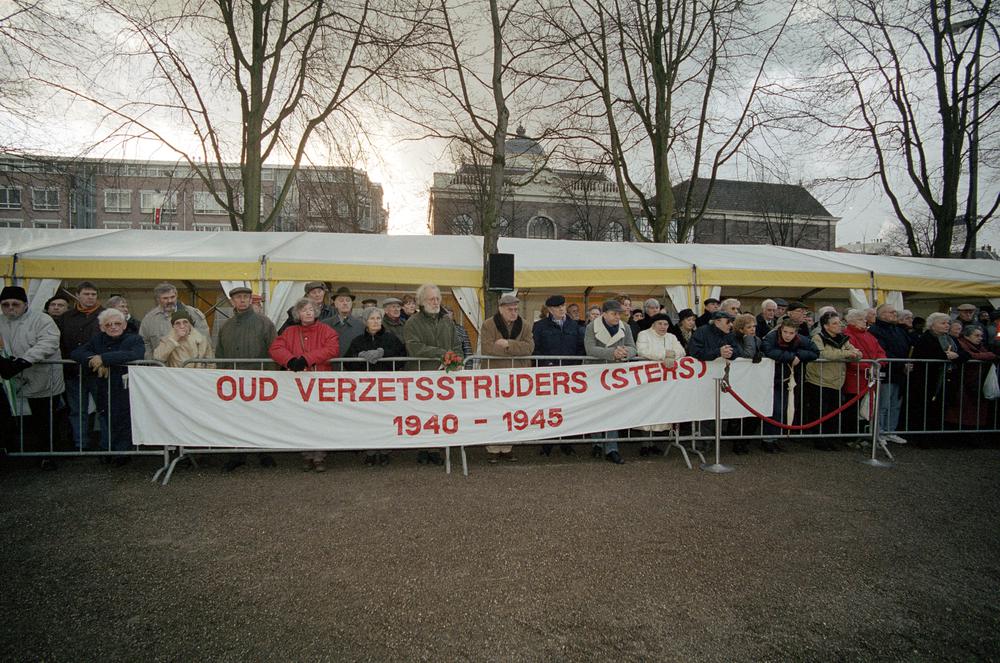 OUD VERZETSSTRIJDERS (STERS)
1940 - 1945